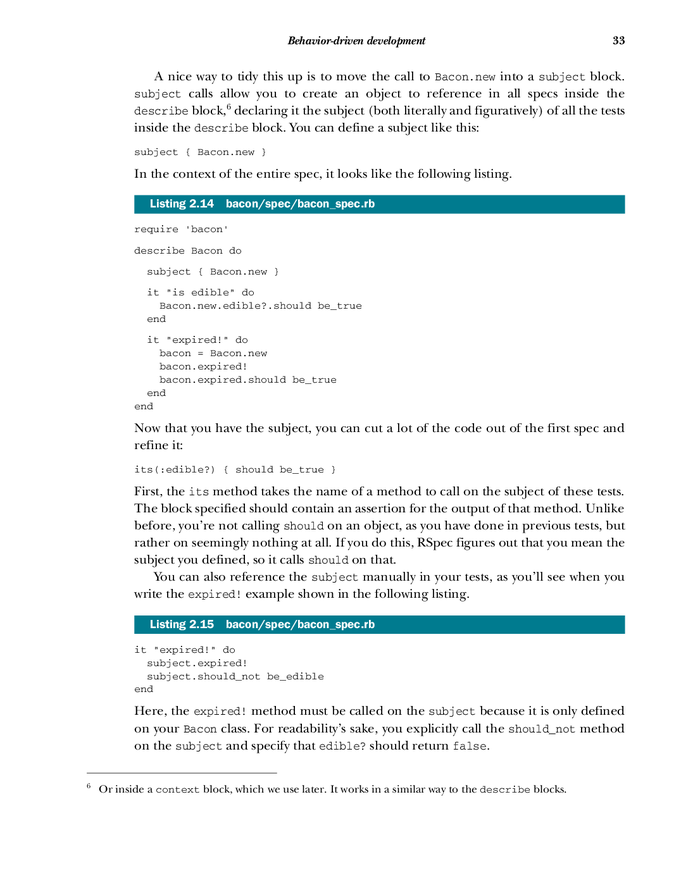 Behavior-driven development 33
A nice way to tidy this up is to move the call to Bacon.new into a subject block.
subject calls allow you to create an object to reference in all specs inside the
describe block,6 declaring it the subject (both literally and figuratively) of all the tests
inside the describe block. You can define a subject like this:
subject { Bacon.new }
In the context of the entire spec, it looks like the following listing.
Listing 2.14 bacon/spec/bacon_spec.rb
require 'bacon'
describe Bacon do
subject { Bacon.new }
it "is edible" do
Bacon.new.edible?.should be_true
end
it "expired!" do
bacon = Bacon.new
bacon.expired!
bacon.expired.should be_true
end
end
Now that you have the subject, you can cut a lot of the code out of the first spec and
refine it:
its(:edible?) { should be_true }
First, the its method takes the name of a method to call on the subject of these tests.
The block specified should contain an assertion for the output of that method. Unlike
before, you're not calling should on an object, as you have done in previous tests, but
rather on seemingly nothing at all. If you do this, RSpec figures out that you mean the
subject you defined, so it calls should on that.
You can also reference the subject manually in your tests, as you'll see when you
write the expired! example shown in the following listing.
Listing 2.15 bacon/spec/bacon_spec.rb
it "expired!" do
subject.expired!
subject.should_not be_edible
end
Here, the expired! method must be called on the subject because it is only defined
on your Bacon class. For readability's sake, you explicitly call the should_not method
on the subject and specify that edible? should return false.
6 Or inside a context block, which we use later. It works in a similar way to the describe blocks.